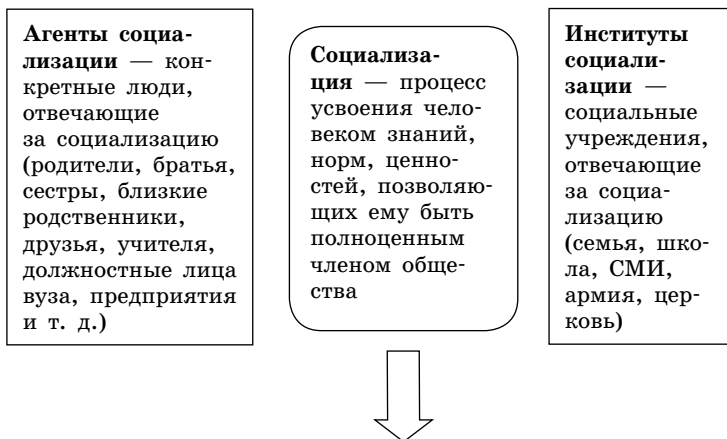 Агенты социа-
лизации — кон-
кретные люди,
отвечающие
за социализацию
(родители, братья,
сестры, близкие
родственники,
друзья, учителя,
должностные лица
вуза, предприятия
и т. д.)
Социализа-
ция — процесс
усвоения чело-
веком знаний,
норм, ценно-
стей, позволяю-
щих ему быть
полноценным
членом обще-
ства
Институты
социали-
зации —
социальные
учреждения,
отвечающие
за социа-
лизацию
(семья, шко-
ла, СМИ,
армия, цер-
ковь)